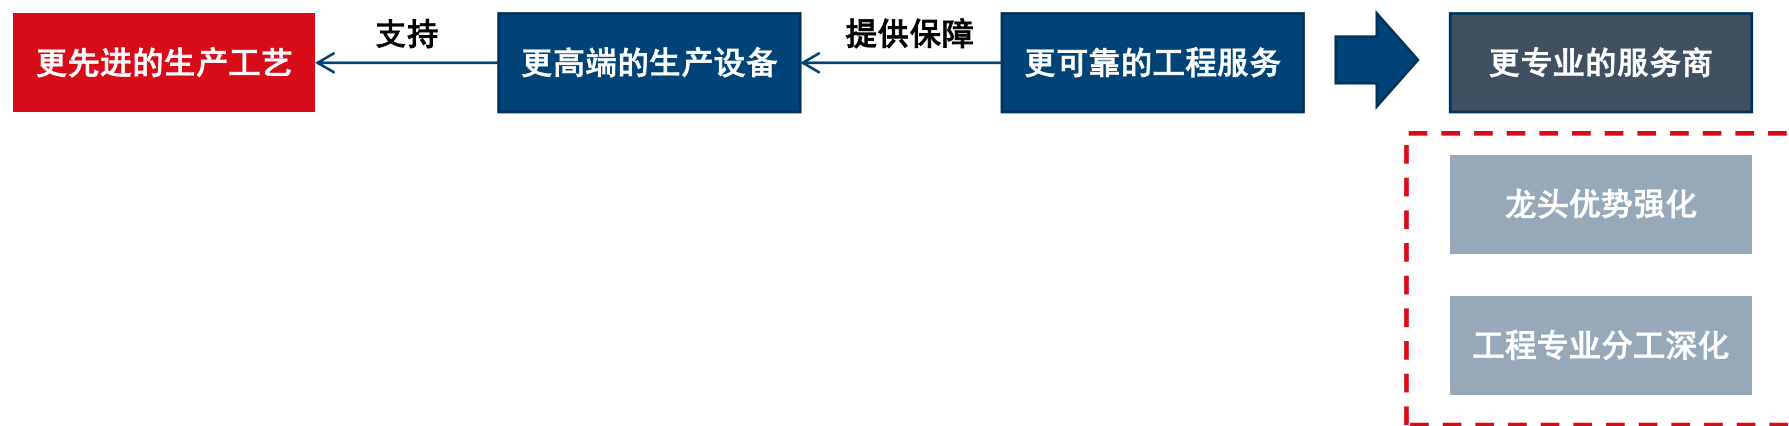 更先进的生产工艺
支持
更高端的生产设备
提供保障
更可靠的工程服务
更专业的服务商
龙头优势强化
工程专业分工深化